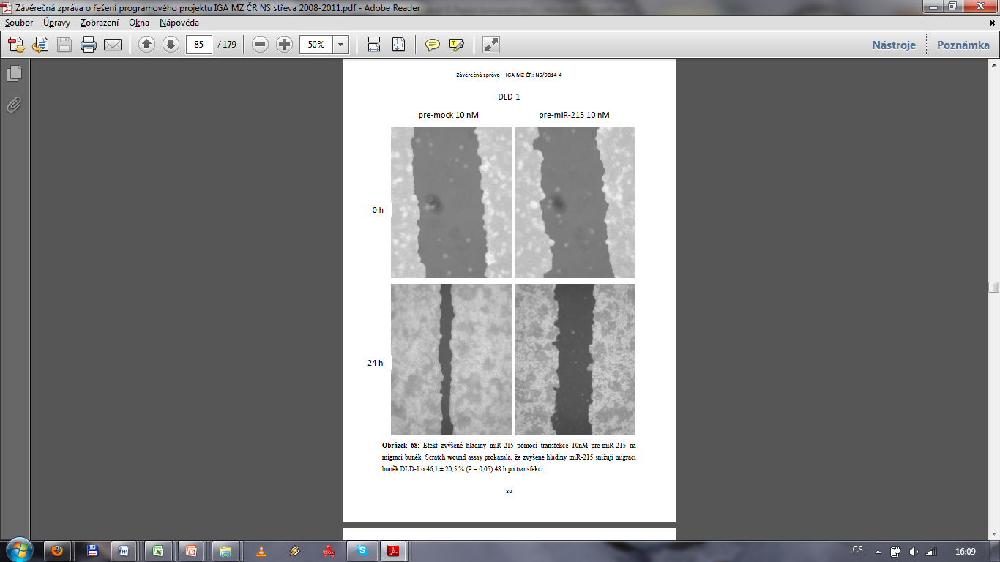 Závěrečná zpráva o řešení programového projektu IGA MZ ČR NS střeva 2008-2011.pdf - Adobe Reader
Soubor Úpravy Zobrazení Okna Nápověda
85 / 179 50% Nástroje Poznámka
Závěrečná zpráva – IGA MZ ČR: NS/9814-4
DLD-1
pre-mock 10 nM pre-miR-215 10 nM
0 h
24 h
Obrázek 68: Efekt zvýšené hladiny miR-215 pomocí transfekce 10nM pre-miR-215 na
migraci buněk. Scratch wound assay prokázala, že zvýšené hladiny miR-215 snižují migraci
buněk DLD-1 o 46,1 ± 20,5 % (P = 0,05) 48 h po transfekci.
80
CS 16:09